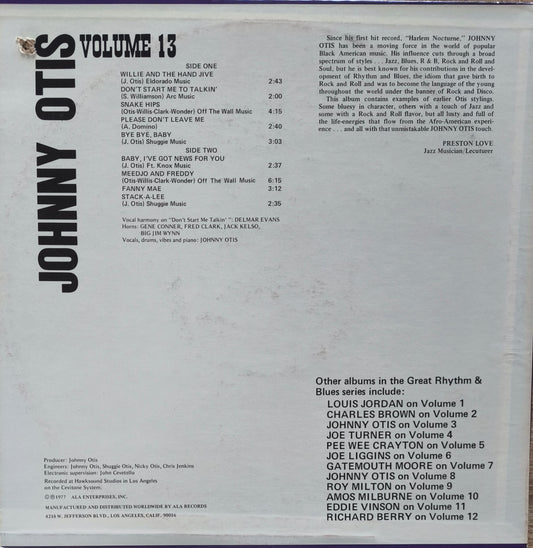 JOHNNY OTIS
VOLUME 13
SIDE ONE
WILLIE AND THE HAND JIVE
(J. Otis) Eldorado Music 2:43
DON'T START ME TO TALKIN'
(S. Williamson) Arc Music 2:00
SNAKE HIPS
(Otis-Willis-Clark-Wonder) Off The Wall Music 4:15
PLEASE DON'T LEAVE ME
(A. Domino) 2:40
BYE BYE, BABY
(J. Otis) Shuggie Music 3:03
SIDE TWO
BABY, I'VE GOT NEWS FOR YOU
(J. Otis) Ft. Knox Music 2:37
MEEDJO AND FREDDY
(Otis-Willis-Clark-Wonder) Off The Wall Music 6:15
FANNY MAE 3:12
STACK-A-LEE
(J. Otis) Shuggie Music 2:35
Vocal harmony on "Don't Start Me Talkin'": DELMAR EVANS
Horns: GENE CONNER, FRED CLARK, JACK KELSO,
BIG JIM WYNN
Vocals, drums, vibes and piano: JOHNNY OTIS
Since his first hit record, "Harlem Nocturne," JOHNNY
OTIS has been a moving force in the world of popular
Black American music. His influence cuts through a broad
spectrum of styles . . . Jazz, Blues, R & B, Rock and Roll and
Soul, but he is best known for his contributions in the devel-
opment of Rhythm and Blues, the idiom that gave birth to
Rock and Roll and was to become the language of the young
throughout the world under the banner of Rock and Disco.
This album contains examples of earlier Otis stylings.
Some bluesy in character, others with a touch of Jazz and
some with a Rock and Roll flavor, but all lusty and full of
the life-energies that flow from the Afro-American experi-
ence . . . and all with that unmistakable JOHNNY OTIS touch.
PRESTON LOVE
Jazz Musician/Lecuturer
Other albums in the Great Rhythm &
Blues series include:
LOUIS JORDAN on Volume 1
CHARLES BROWN on Volume 2
JOHNNY OTIS on Volume 3
JOE TURNER on Volume 4
PEE WEE CRAYTON on Volume 5
JOE LIGGINS on Volume 6
GATEMOUTH MOORE on Volume 7
JOHNNY OTIS on Volume 8
ROY MILTON on Volume 9
AMOS MILBURNE on Volume 10
EDDIE VINSON on Volume 11
RICHARD BERRY on Volume 12
Producer: Johnny Otis
Engineers: Johnny Otis, Shuggie Otis, Nicky Otis, Chris Jenkins
Electronic supervision: John Cevetello
Recorded at Hawksound Studios in Los Angeles
on the Cevitone System.
©℗ 1977 ALA ENTERPRISES, INC.
MANUFACTURED AND DISTRIBUTED WORLDWIDE BY ALA RECORDS
4218 W. JEFFERSON BLVD., LOS ANGELES, CALIF. 90016